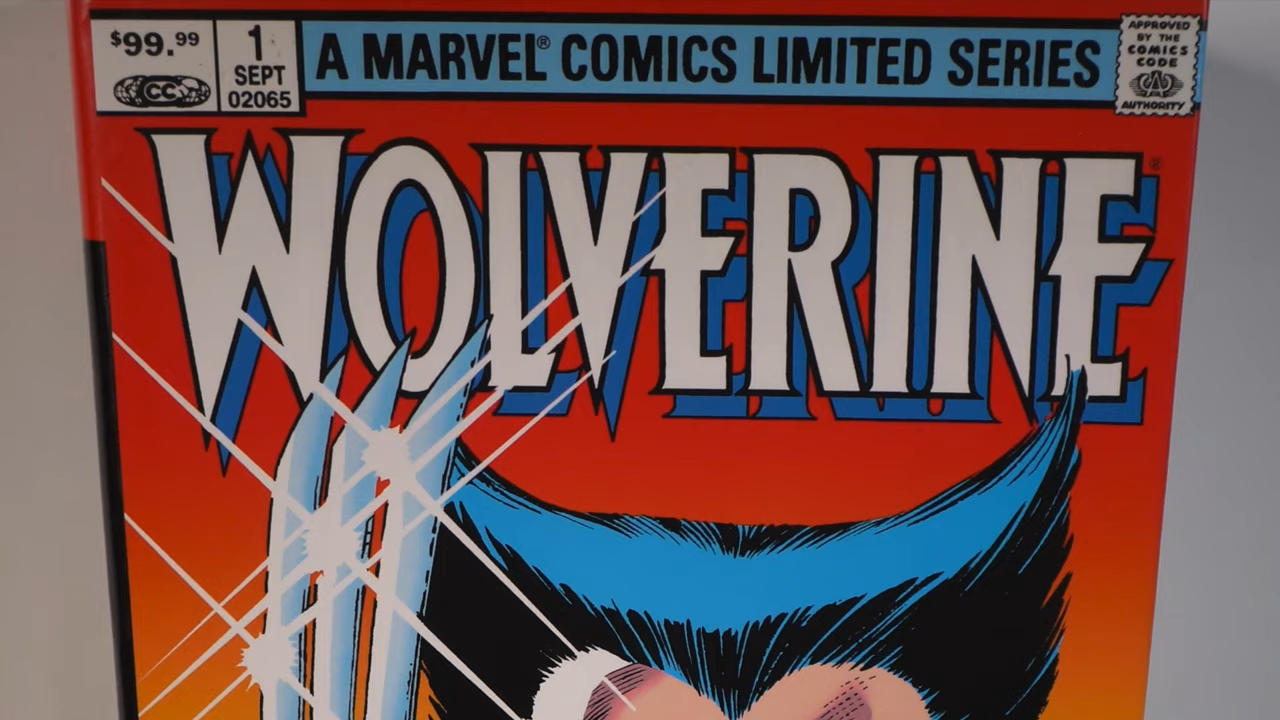 $99.99
CC
1
SEPT
02065
A MARVEL® COMICS LIMITED SERIES
APPROVED
BY THE
COMICS
CODE
CA
AUTHORITY
WOLVERINE®